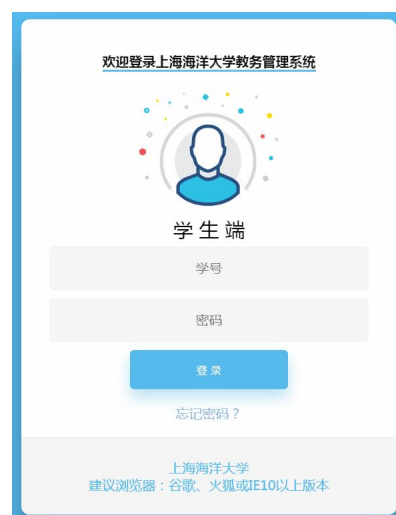 欢迎登录上海海洋大学教务管理系统
学生端
学号
密码
登录
忘记密码？
上海海洋大学
建议浏览器：谷歌、火狐或IE10以上版本